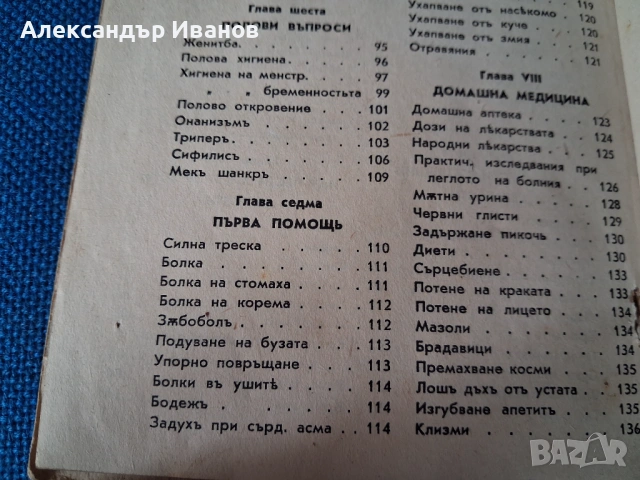 Александър Иванов
Глава шеста
ПОЛОВИ ВЪПРОСИ
Женитба . . . . . . . . 95
Полова хигиена . . . . . 96
Хигиена на менстр. . . . 97
„ „ бременностьта 99
Полово откровение . . . . 101
Онанизъмъ . . . . . . . 102
Триперъ . . . . . . . . 103
Сифилисъ . . . . . . . 106
Мекъ шанкръ . . . . . . 109
Глава седма
ПЪРВА ПОМОЩЬ
Силна треска . . . . . 110
Болка . . . . . . . . 111
Болка на стомаха . . . . 111
Болка на корема . . . . 112
Зѫбоболъ . . . . . . . 112
Подуване на бузата . . . 113
Упорно повръщане . . . . 113
Болки въ ушитѣ . . . . 114
Бодежъ . . . . . . . . 114
Задухъ при сърд. асма . . 114
119
Ухапване отъ насѣкомо . 120
Ухапване отъ куче . . . 120
Ухапване отъ змия . . . 121
Отравяния . . . . . . . 121
Глава VIII
ДОМАШНА МЕДИЦИНА
Домашна аптека . . . . 123
Дози на лѣкарствата . . 124
Народни лѣкарства . . . 125
Практич. изследвания при
леглото на болния . . . 126
Мѫтна урина . . . . . 128
Червни глисти . . . . . 129
Задържане пикочь . . . 130
Диети . . . . . . . . 130
Сърцебиене . . . . . . 133
Потене на краката . . . 133
Потене на лицето . . . 134
Мазоли . . . . . . . . 134
Брадавици . . . . . . 134
Премахване косми . . . 135
Лошъ дъхъ отъ устата . 135
Изгубване апетитъ . . . 135
Клизми . . . . . . . . 136
BAZAR